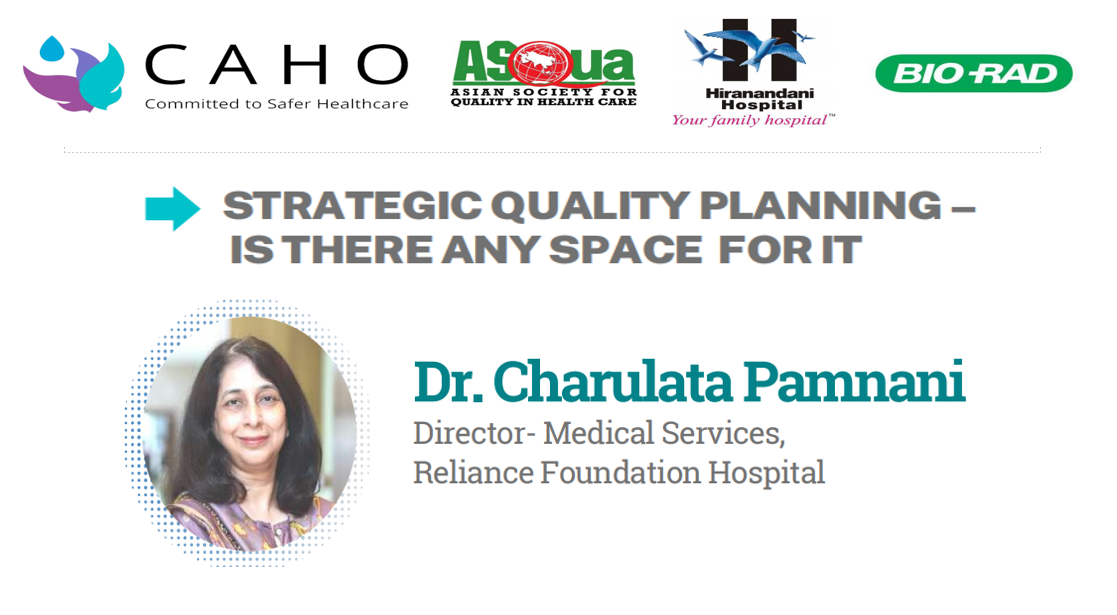 CAHO
Committed to Safer Healthcare
ASQua
ASIAN SOCIETY FOR
QUALITY IN HEALTH CARE
H
Hiranandani
Hospital
Your family hospital™
BIO-RAD
STRATEGIC QUALITY PLANNING –
IS THERE ANY SPACE FOR IT
Dr. Charulata Pamnani
Director- Medical Services,
Reliance Foundation Hospital